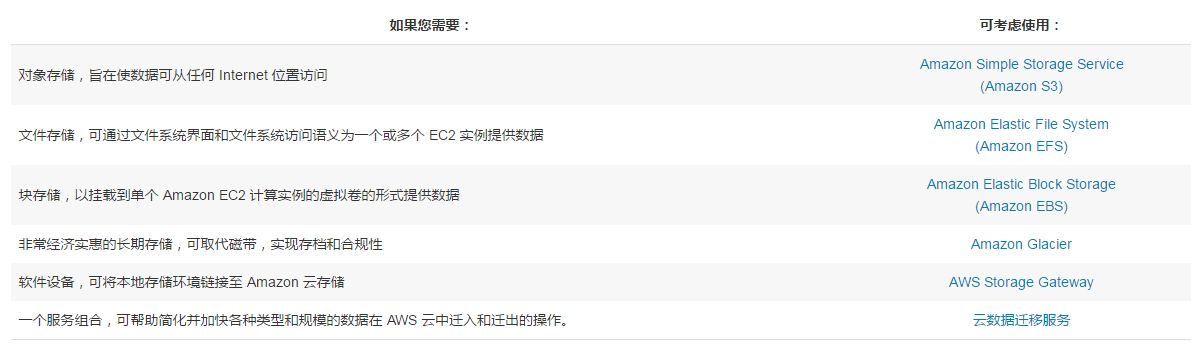 如果您需要：
可考虑使用：
对象存储，旨在使数据可从任何 Internet 位置访问
Amazon Simple Storage Service
(Amazon S3)
文件存储，可通过文件系统界面和文件系统访问语义为一个或多个 EC2 实例提供数据
Amazon Elastic File System
(Amazon EFS)
块存储，以挂载到单个 Amazon EC2 计算实例的虚拟卷的形式提供数据
Amazon Elastic Block Storage
(Amazon EBS)
非常经济实惠的长期存储，可取代磁带，实现存档和合规性
Amazon Glacier
软件设备，可将本地存储环境链接至 Amazon 云存储
AWS Storage Gateway
一个服务组合，可帮助简化并加快各种类型和规模的数据在 AWS 云中迁入和迁出的操作。
云数据迁移服务